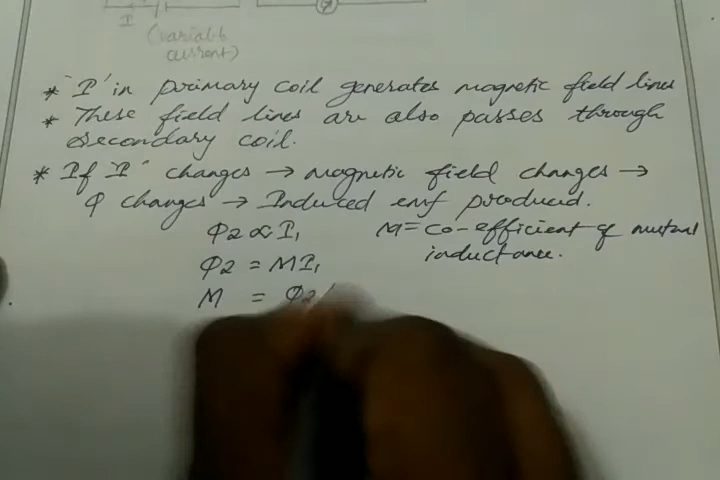 I
(variable
current)
* 'I' in primary coil generates magnetic field lines
* These field lines are also passes through
secondary coil.
* If "I" changes → magnetic field changes →
φ changes → Induced emf produced.
φ2 ∝ I1 M = co-efficient of mutual
inductance.
φ2 = MI1
M = φ2/